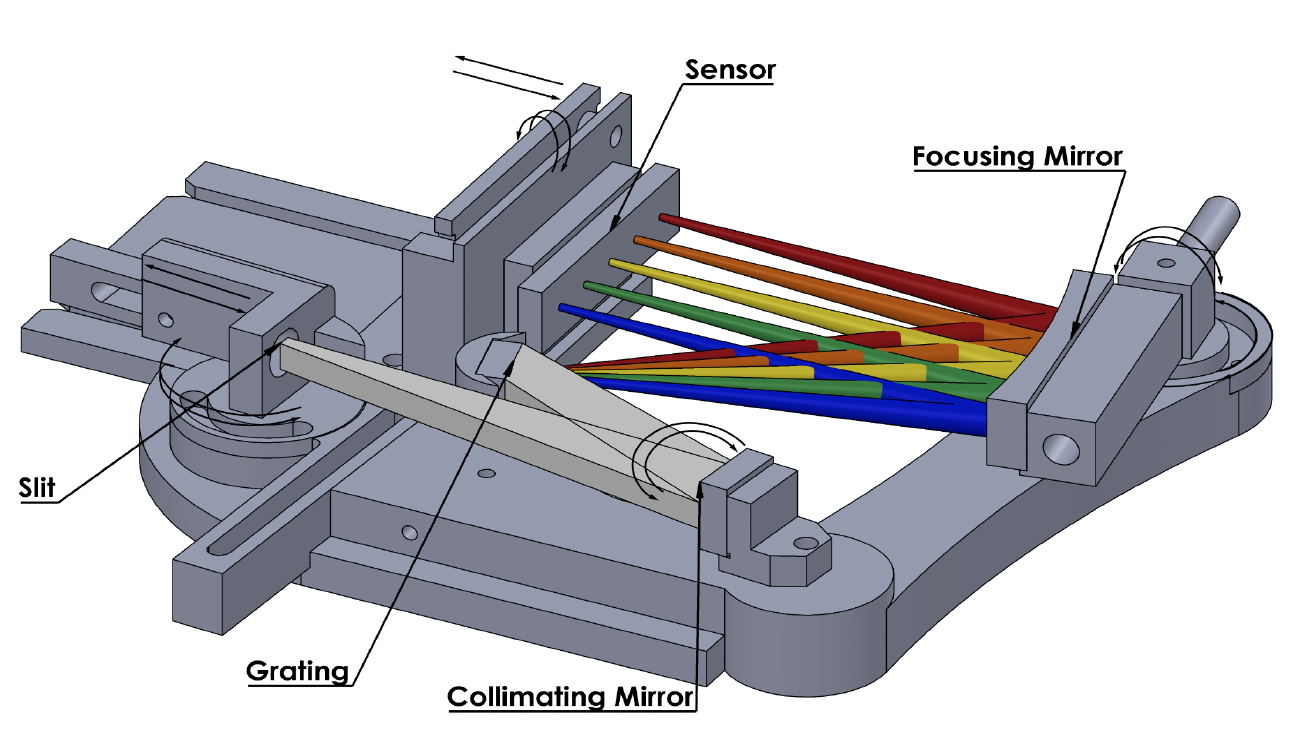 Sensor
Focusing Mirror
Slit
Grating
Collimating Mirror